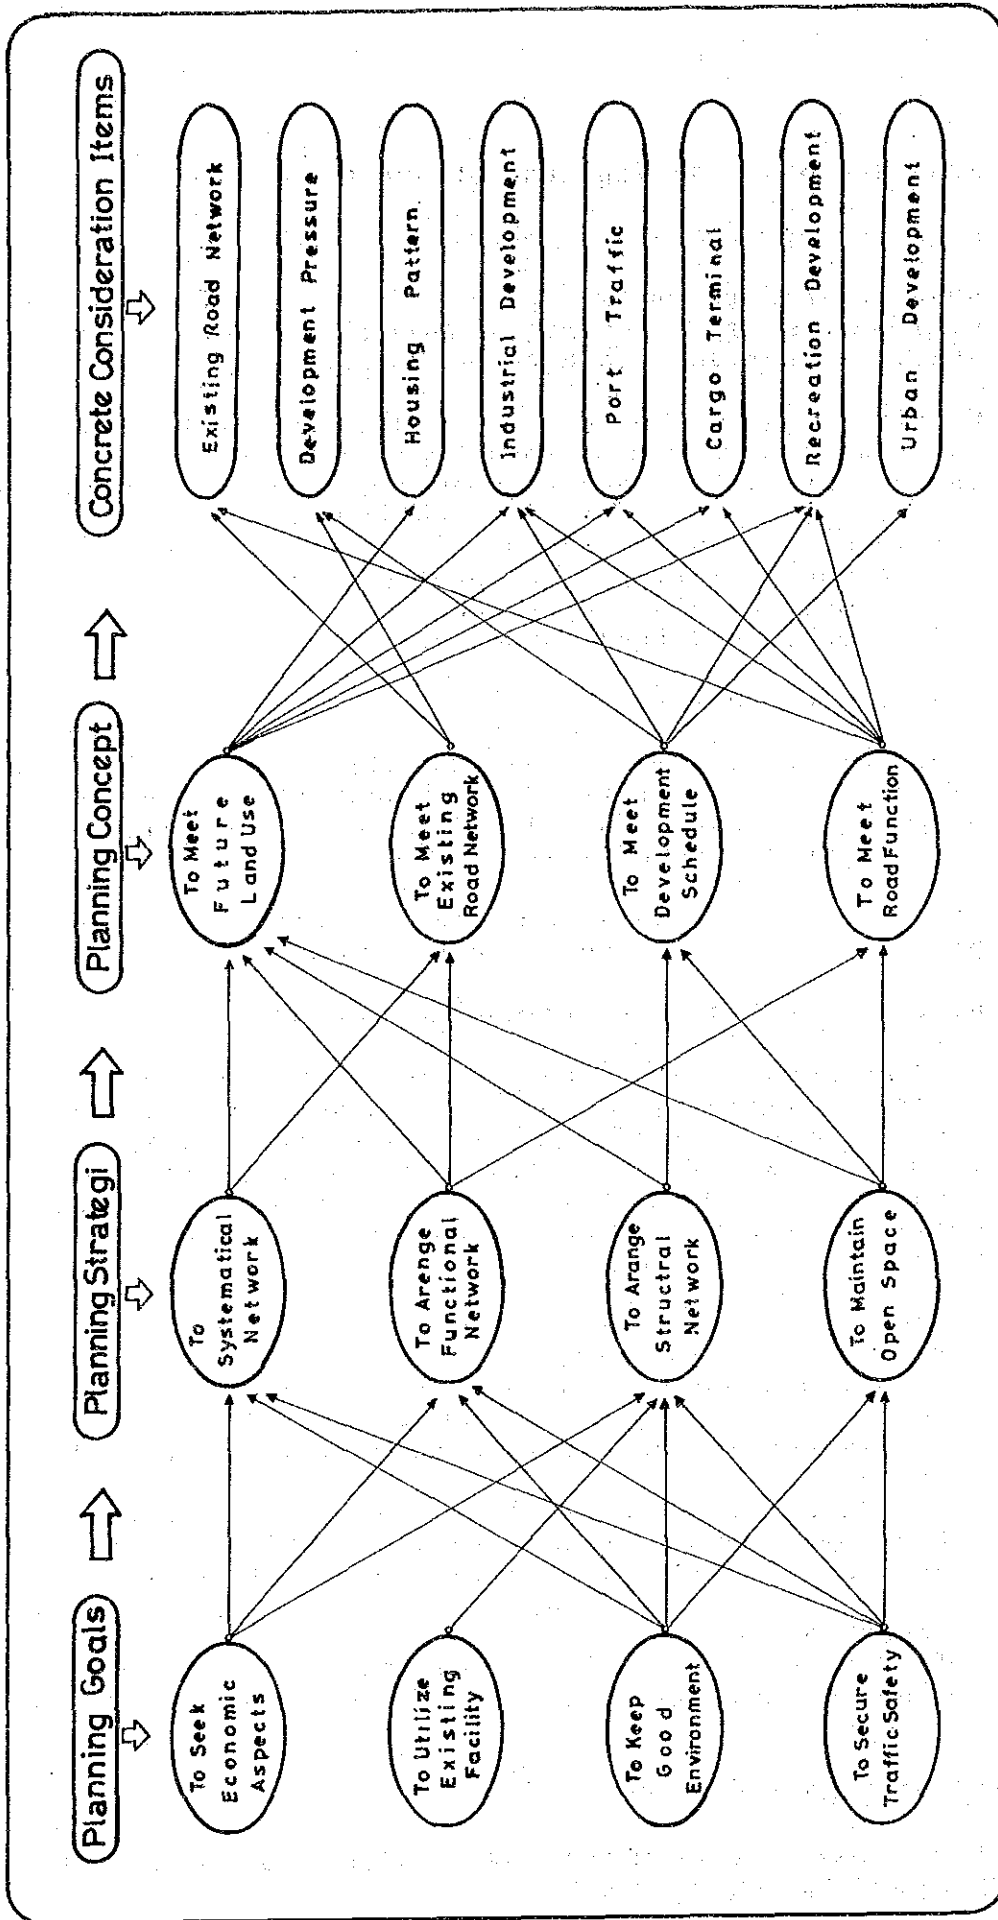 Planning Goals
Planning Strategi
Planning Concept
Concrete Consideration Items
To Seek
Economic
Aspects
To Utilize
Existing
Facility
To Keep
Good
Environment
To Secure
Traffic Safety
To
Systematical
Network
To Arenge
Functional
Network
To Arange
Structral
Network
To Maintain
Open Space
To Meet
Future
Land Use
To Meet
Existing
Road Network
To Meet
Development
Schedule
To Meet
Road Function
Existing Road Network
Development Pressure
Housing Pattern
Industrial Development
Port Traffic
Cargo Terminal
Recreation Development
Urban Development